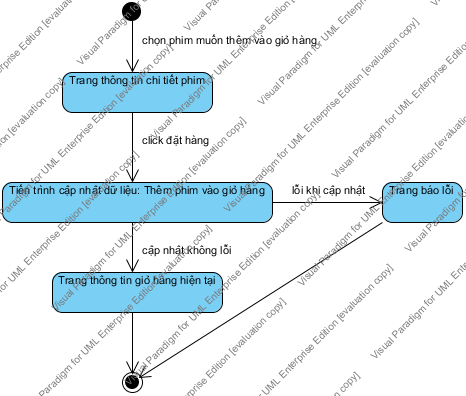 chọn phim muốn thêm vào giỏ hàng
Trang thông tin chi tiết phim
click đặt hàng
Tiến trình cập nhật dữ liệu: Thêm phim vào giỏ hàng
lỗi khi cập nhật
Trang báo lỗi
cập nhật không lỗi
Trang thông tin giỏ hàng hiện tại
Visual Paradigm for UML Enterprise Edition [evaluation copy]